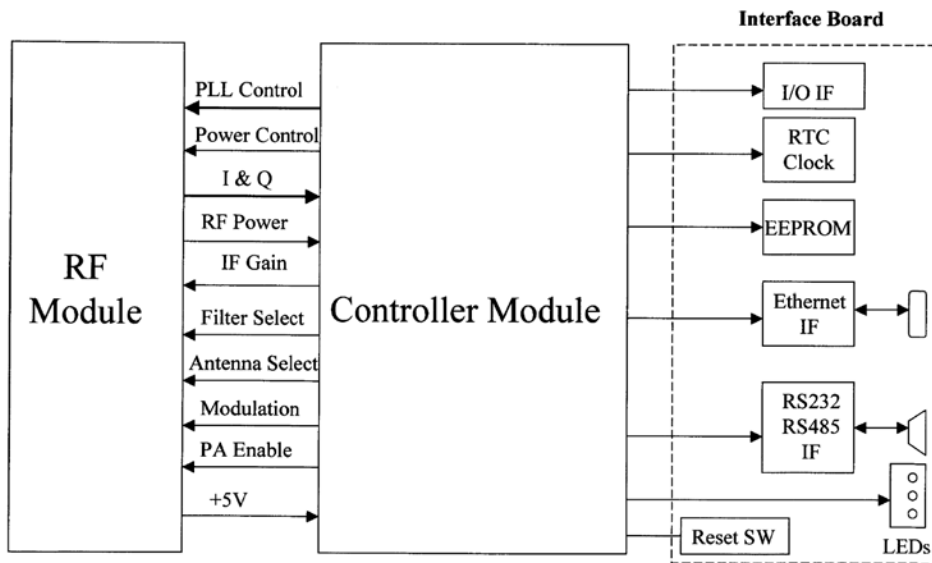 Interface Board
PLL Control
Power Control
I & Q
RF Power
IF Gain
Filter Select
Antenna Select
Modulation
PA Enable
+5V
RF
Module
Controller Module
I/O IF
RTC
Clock
EEPROM
Ethernet
IF
RS232
RS485
IF
LEDs
Reset SW